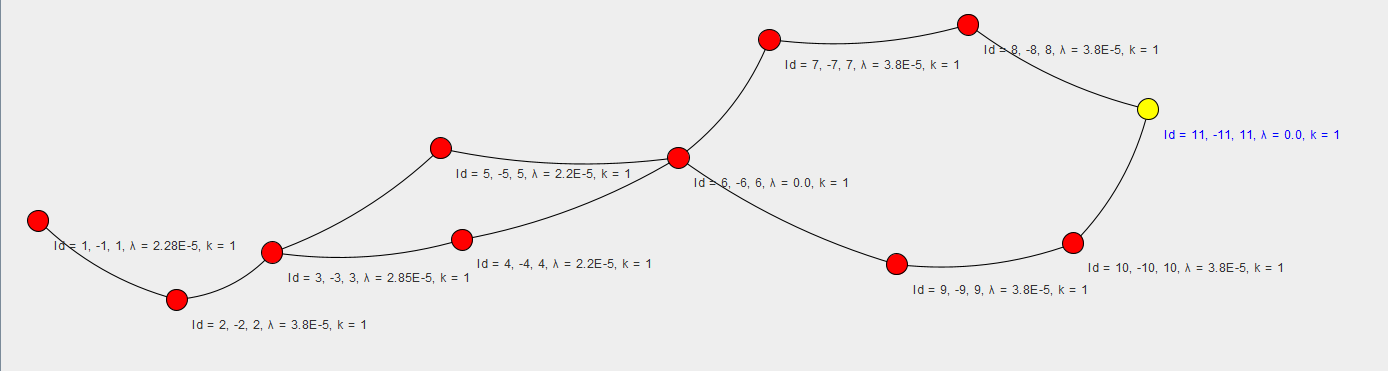 Id = 8, -8, 8, λ = 3.8E-5, k = 1
Id = 7, -7, 7, λ = 3.8E-5, k = 1
Id = 11, -11, 11, λ = 0.0, k = 1
Id = 5, -5, 5, λ = 2.2E-5, k = 1
Id = 6, -6, 6, λ = 0.0, k = 1
Id = 1, -1, 1, λ = 2.28E-5, k = 1
Id = 4, -4, 4, λ = 2.2E-5, k = 1
Id = 10, -10, 10, λ = 3.8E-5, k = 1
Id = 3, -3, 3, λ = 2.85E-5, k = 1
Id = 9, -9, 9, λ = 3.8E-5, k = 1
Id = 2, -2, 2, λ = 3.8E-5, k = 1